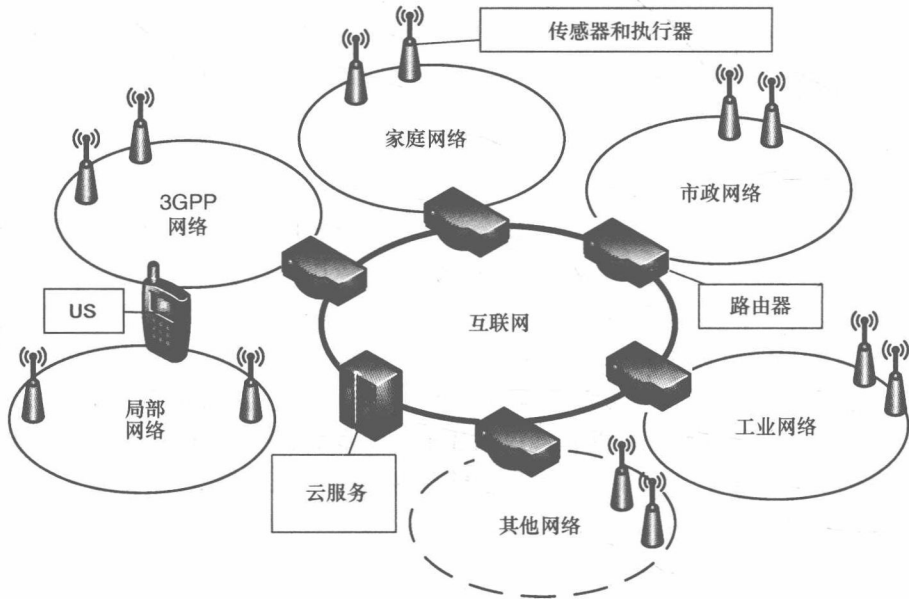 传感器和执行器
家庭网络
3GPP
网络
市政网络
US
互联网
路由器
局部
网络
工业网络
云服务
其他网络